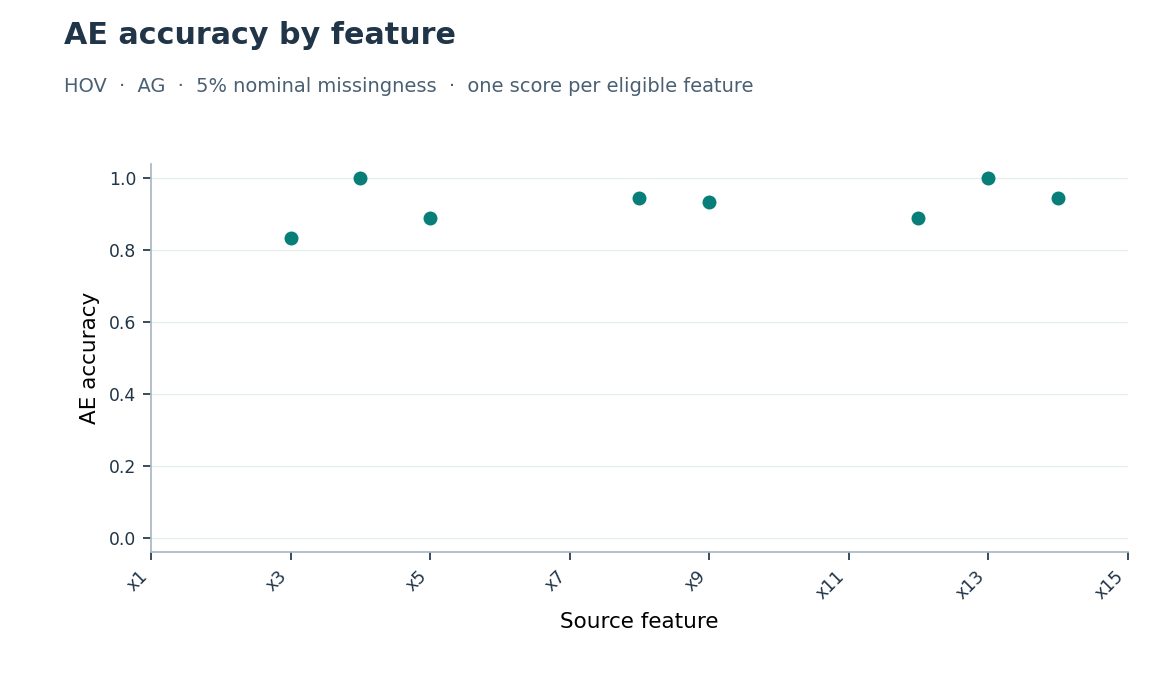 AE accuracy by feature
HOV · AG · 5% nominal missingness · one score per eligible feature
1.0
0.8
0.6
0.4
0.2
0.0
AE accuracy
x1 x3 x5 x7 x9 x11 x13 x15
Source feature